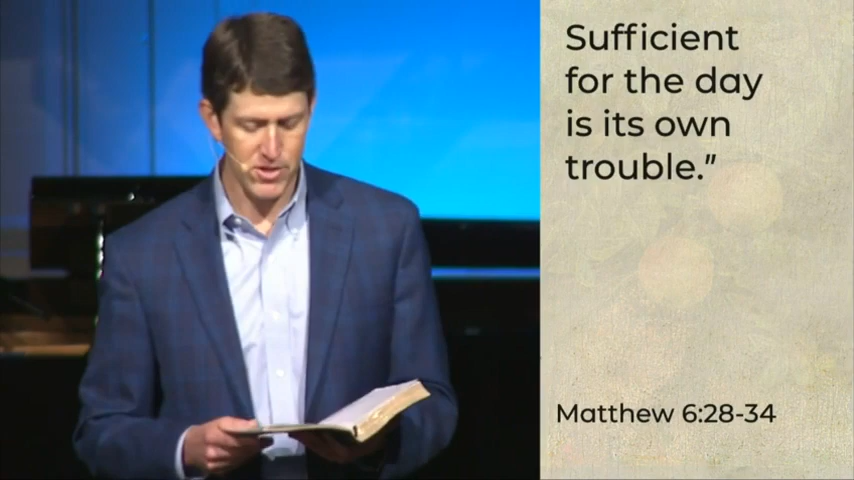 Sufficient
for the day
is its own
trouble.”
Matthew 6:28-34